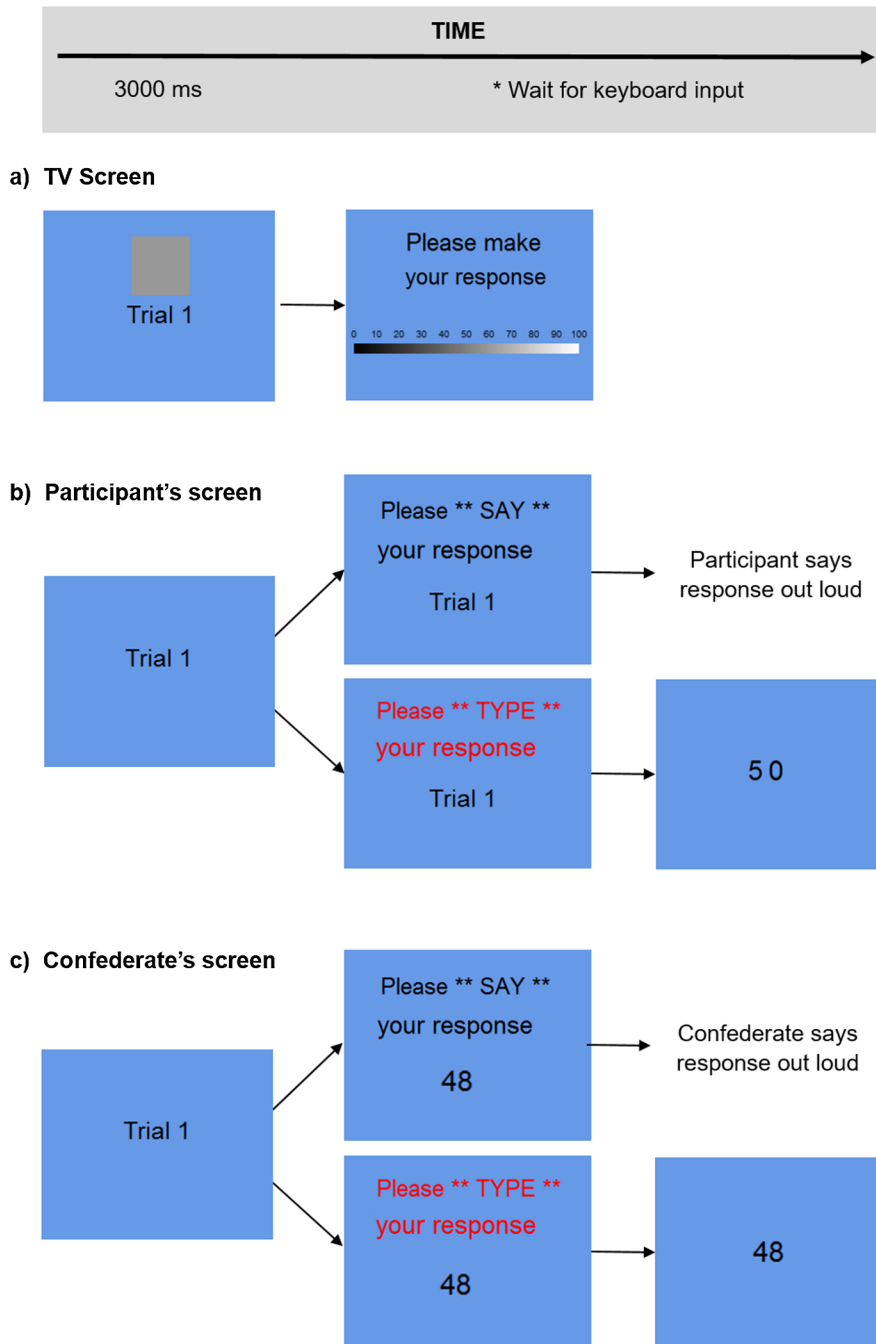 TIME
3000 ms
* Wait for keyboard input
a) TV Screen
Trial 1
Please make
your response
0 10 20 30 40 50 60 70 80 90 100
b) Participant's screen
Trial 1
Please ** SAY **
your response
Trial 1
Participant says
response out loud
Please ** TYPE **
your response
Trial 1
5 0
c) Confederate's screen
Trial 1
Please ** SAY **
your response
48
Confederate says
response out loud
Please ** TYPE **
your response
48
48